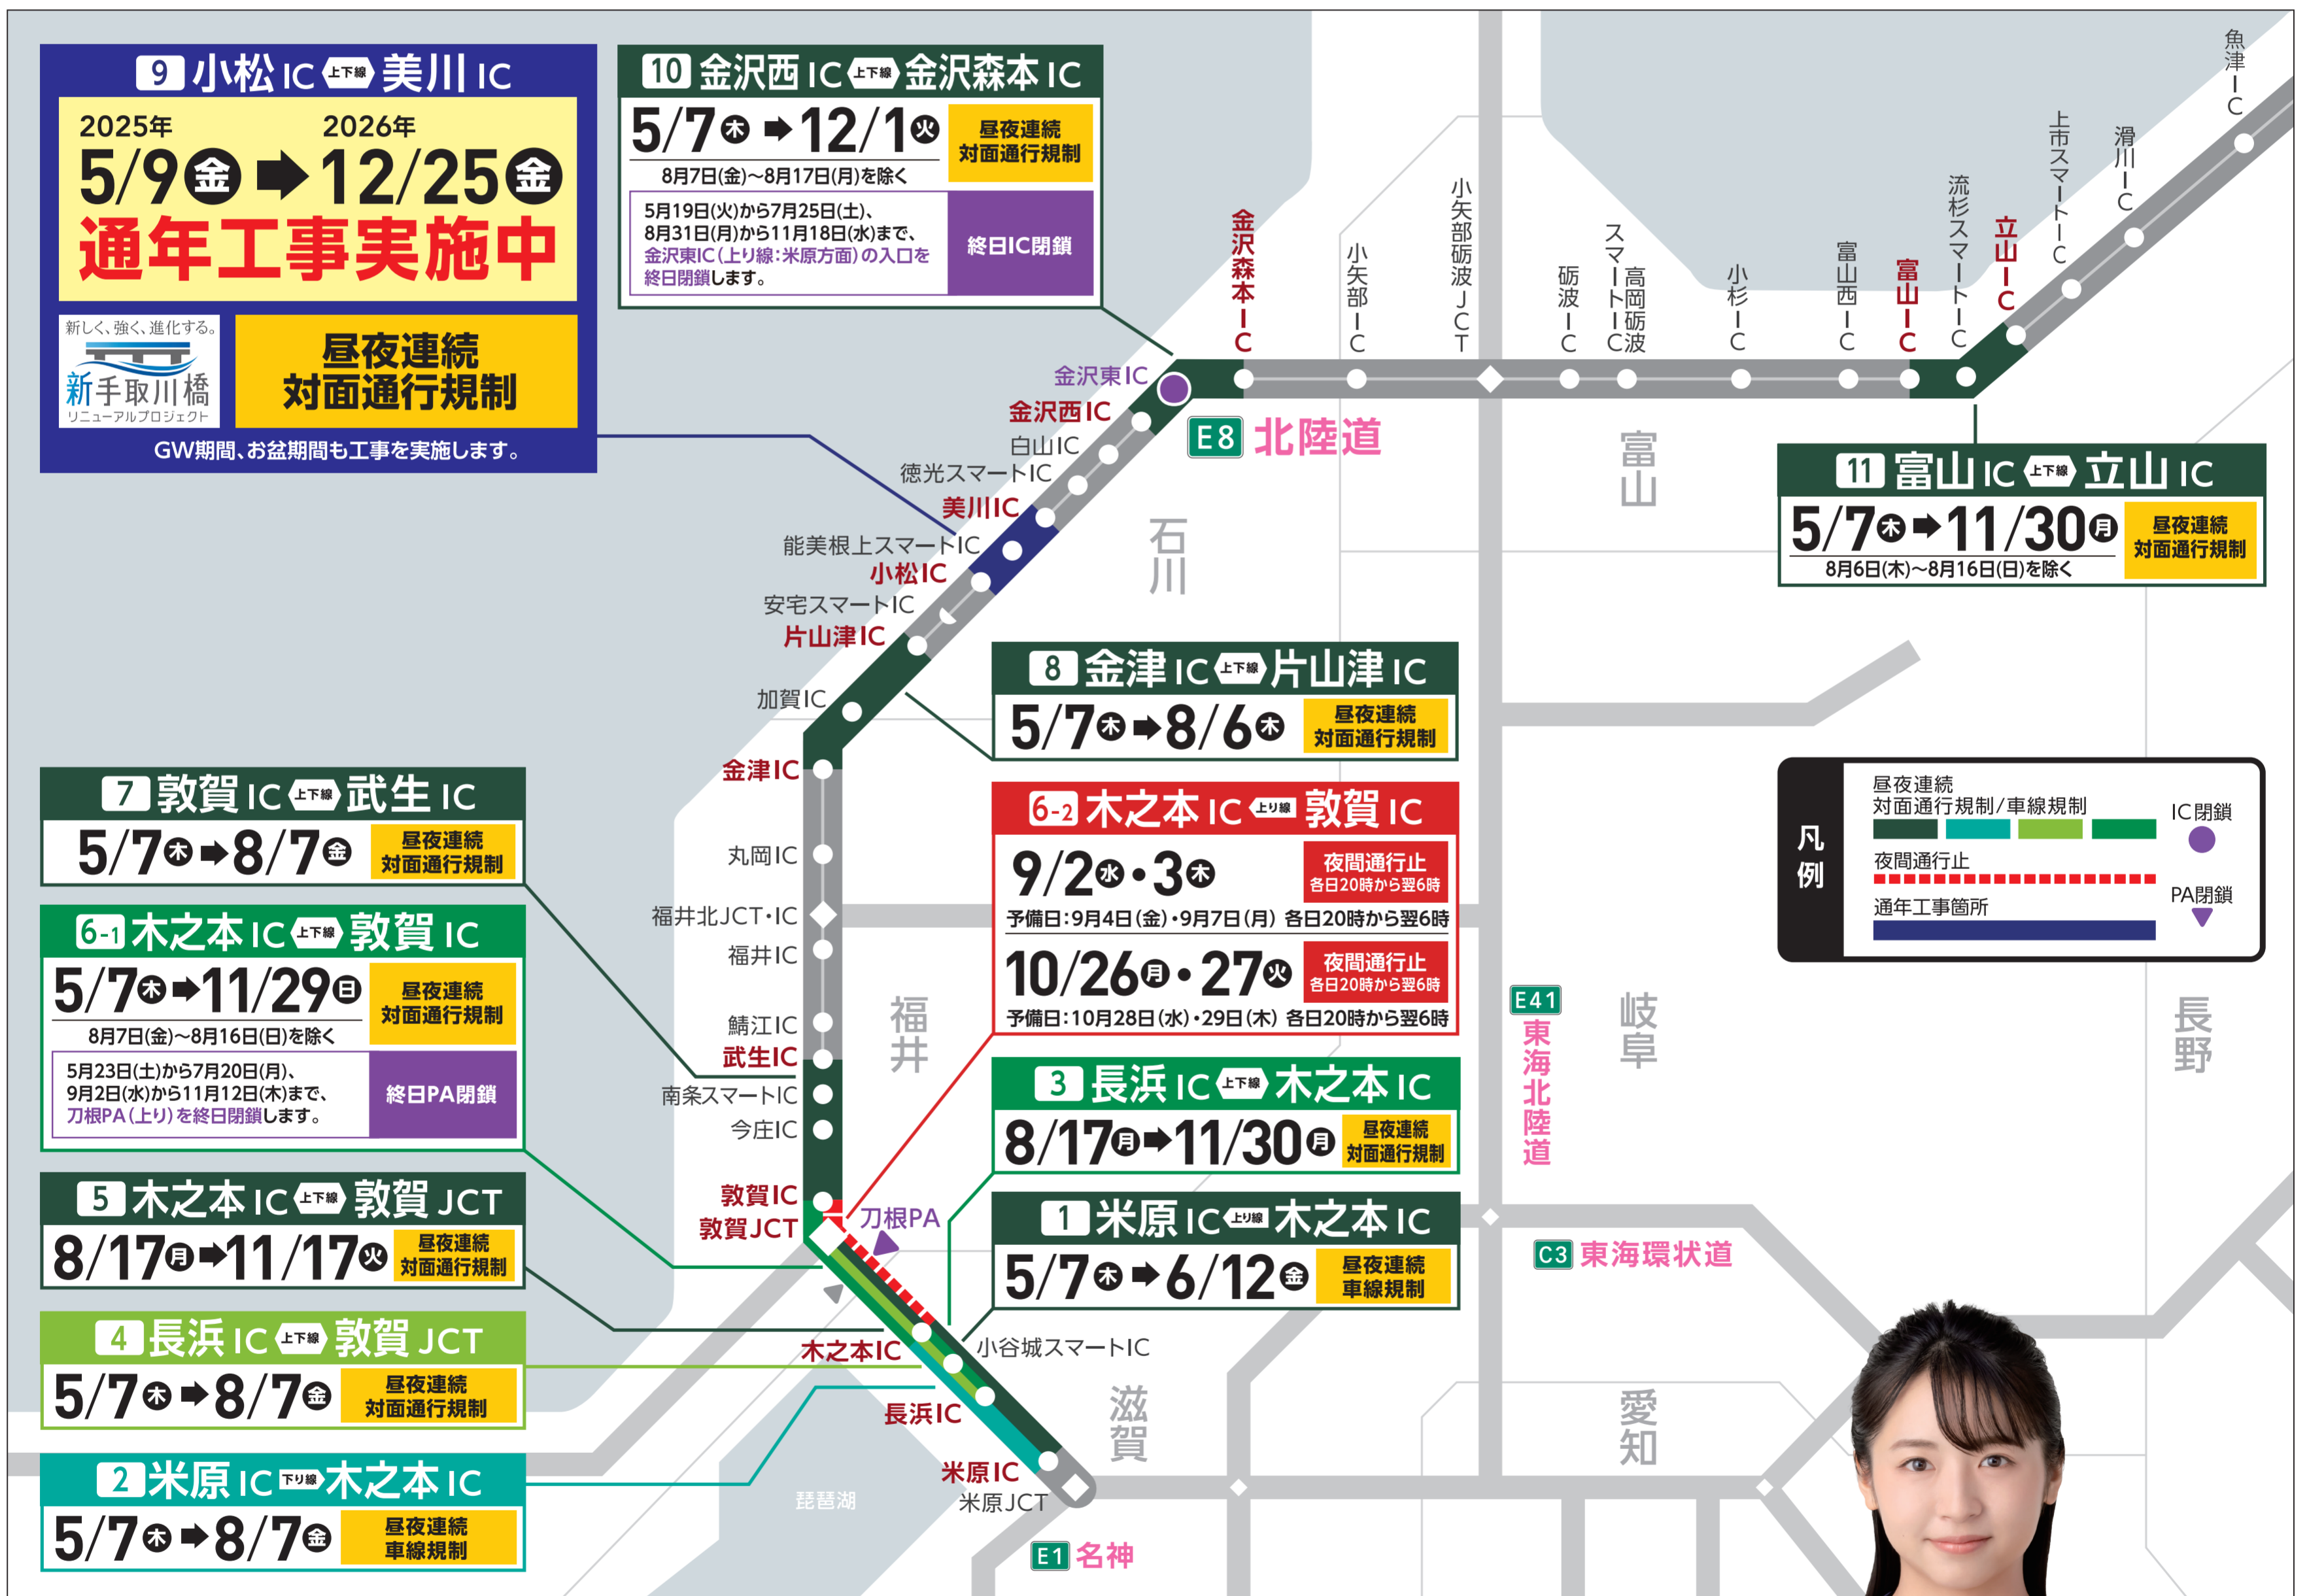 9 小松IC 上下線 美川IC
2025年 2026年
5/9金➡12/25金
通年工事実施中
新しく、強く、進化する。
新手取川橋
リニューアルプロジェクト
昼夜連続
対面通行規制
GW期間、お盆期間も工事を実施します。
10 金沢西IC 上下線 金沢森本IC
5/7木➡12/1火
8月7日(金)〜8月17日(月)を除く
昼夜連続
対面通行規制
5月19日(火)から7月25日(土)、
8月31日(月)から11月18日(水)まで、
金沢東IC(上り線:米原方面)の入口を
終日閉鎖します。
終日IC閉鎖
魚津IC
滑川IC
上市スマートIC
立山IC
流杉スマートIC
富山IC
富山西IC
小杉IC
高岡砺波
スマートIC
砺波IC
小矢部砺波JCT
小矢部IC
金沢森本IC
金沢東IC
金沢西IC
白山IC
徳光スマートIC
美川IC
能美根上スマートIC
小松IC
安宅スマートIC
片山津IC
加賀IC
金津IC
丸岡IC
福井北JCT・IC
福井IC
鯖江IC
武生IC
南条スマートIC
今庄IC
敦賀IC
敦賀JCT
刀根PA
木之本IC
小谷城スマートIC
長浜IC
米原IC
米原JCT
E8 北陸道
富山
石川
福井
岐阜
長野
滋賀
愛知
琵琶湖
E41
東海北陸道
C3 東海環状道
E1 名神
11 富山IC 上下線 立山IC
5/7木➡11/30月
8月6日(木)〜8月16日(日)を除く
昼夜連続
対面通行規制
8 金津IC 上下線 片山津IC
5/7木➡8/6木
昼夜連続
対面通行規制
凡例
昼夜連続
対面通行規制/車線規制
夜間通行止
通年工事箇所
IC閉鎖
PA閉鎖
7 敦賀IC 上下線 武生IC
5/7木➡8/7金
昼夜連続
対面通行規制
6-2 木之本IC 上り線 敦賀IC
9/2水・3木
夜間通行止
各日20時から翌6時
予備日:9月4日(金)・9月7日(月) 各日20時から翌6時
10/26月・27火
夜間通行止
各日20時から翌6時
予備日:10月28日(水)・29日(木) 各日20時から翌6時
6-1 木之本IC 上下線 敦賀IC
5/7木➡11/29日
8月7日(金)〜8月16日(日)を除く
昼夜連続
対面通行規制
5月23日(土)から7月20日(月)、
9月2日(水)から11月12日(木)まで、
刀根PA(上り)を終日閉鎖します。
終日PA閉鎖
3 長浜IC 上下線 木之本IC
8/17月➡11/30月
昼夜連続
対面通行規制
5 木之本IC 上下線 敦賀JCT
8/17月➡11/17火
昼夜連続
対面通行規制
1 米原IC 上り線 木之本IC
5/7木➡6/12金
昼夜連続
車線規制
4 長浜IC 上下線 敦賀JCT
5/7木➡8/7金
昼夜連続
対面通行規制
2 米原IC 下り線 木之本IC
5/7木➡8/7金
昼夜連続
車線規制